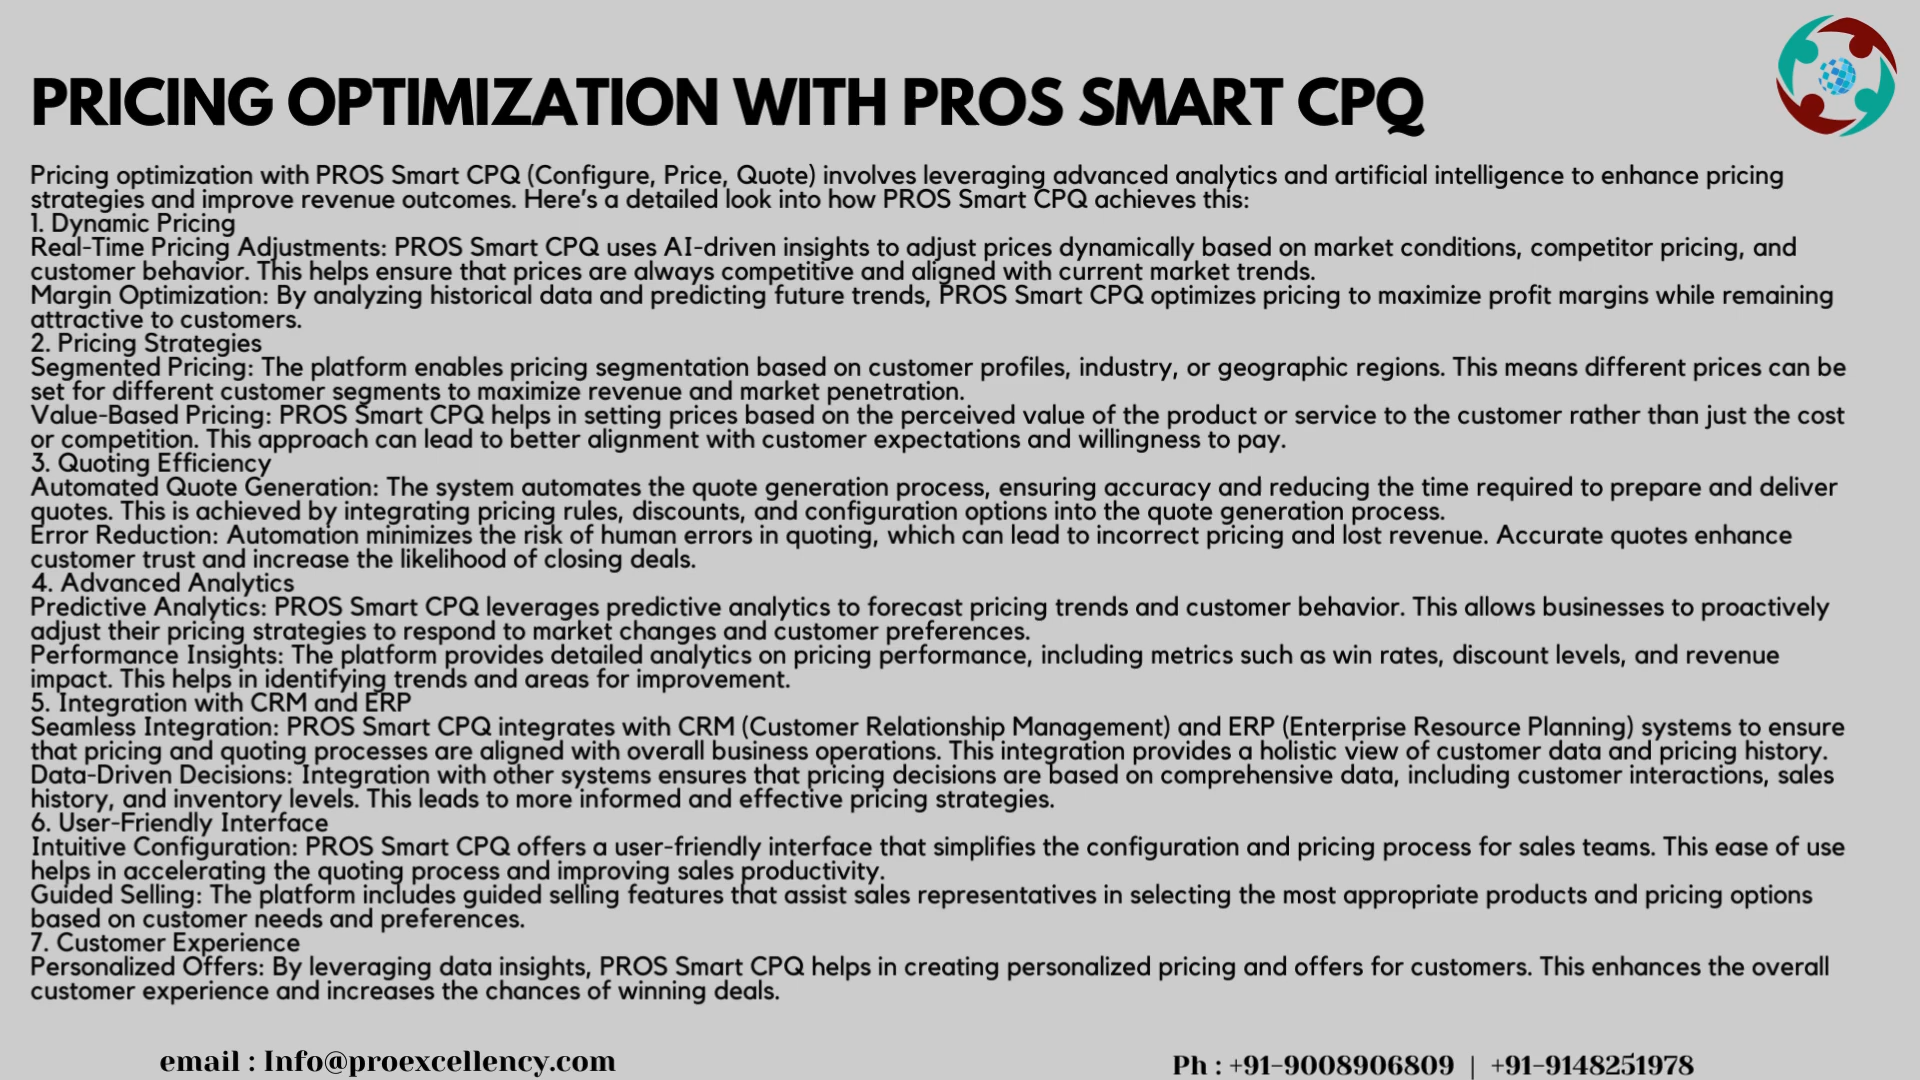 PRICING OPTIMIZATION WITH PROS SMART CPQ
Pricing optimization with PROS Smart CPQ (Configure, Price, Quote) involves leveraging advanced analytics and artificial intelligence to enhance pricing
strategies and improve revenue outcomes. Here’s a detailed look into how PROS Smart CPQ achieves this:
1. Dynamic Pricing
Real-Time Pricing Adjustments: PROS Smart CPQ uses AI-driven insights to adjust prices dynamically based on market conditions, competitor pricing, and
customer behavior. This helps ensure that prices are always competitive and aligned with current market trends.
Margin Optimization: By analyzing historical data and predicting future trends, PROS Smart CPQ optimizes pricing to maximize profit margins while remaining
attractive to customers.
2. Pricing Strategies
Segmented Pricing: The platform enables pricing segmentation based on customer profiles, industry, or geographic regions. This means different prices can be
set for different customer segments to maximize revenue and market penetration.
Value-Based Pricing: PROS Smart CPQ helps in setting prices based on the perceived value of the product or service to the customer rather than just the cost
or competition. This approach can lead to better alignment with customer expectations and willingness to pay.
3. Quoting Efficiency
Automated Quote Generation: The system automates the quote generation process, ensuring accuracy and reducing the time required to prepare and deliver
quotes. This is achieved by integrating pricing rules, discounts, and configuration options into the quote generation process.
Error Reduction: Automation minimizes the risk of human errors in quoting, which can lead to incorrect pricing and lost revenue. Accurate quotes enhance
customer trust and increase the likelihood of closing deals.
4. Advanced Analytics
Predictive Analytics: PROS Smart CPQ leverages predictive analytics to forecast pricing trends and customer behavior. This allows businesses to proactively
adjust their pricing strategies to respond to market changes and customer preferences.
Performance Insights: The platform provides detailed analytics on pricing performance, including metrics such as win rates, discount levels, and revenue
impact. This helps in identifying trends and areas for improvement.
5. Integration with CRM and ERP
Seamless Integration: PROS Smart CPQ integrates with CRM (Customer Relationship Management) and ERP (Enterprise Resource Planning) systems to ensure
that pricing and quoting processes are aligned with overall business operations. This integration provides a holistic view of customer data and pricing history.
Data-Driven Decisions: Integration with other systems ensures that pricing decisions are based on comprehensive data, including customer interactions, sales
history, and inventory levels. This leads to more informed and effective pricing strategies.
6. User-Friendly Interface
Intuitive Configuration: PROS Smart CPQ offers a user-friendly interface that simplifies the configuration and pricing process for sales teams. This ease of use
helps in accelerating the quoting process and improving sales productivity.
Guided Selling: The platform includes guided selling features that assist sales representatives in selecting the most appropriate products and pricing options
based on customer needs and preferences.
7. Customer Experience
Personalized Offers: By leveraging data insights, PROS Smart CPQ helps in creating personalized pricing and offers for customers. This enhances the overall
customer experience and increases the chances of winning deals.
email : Info@proexcellency.com
Ph : +91-9008906809 | +91-9148251978